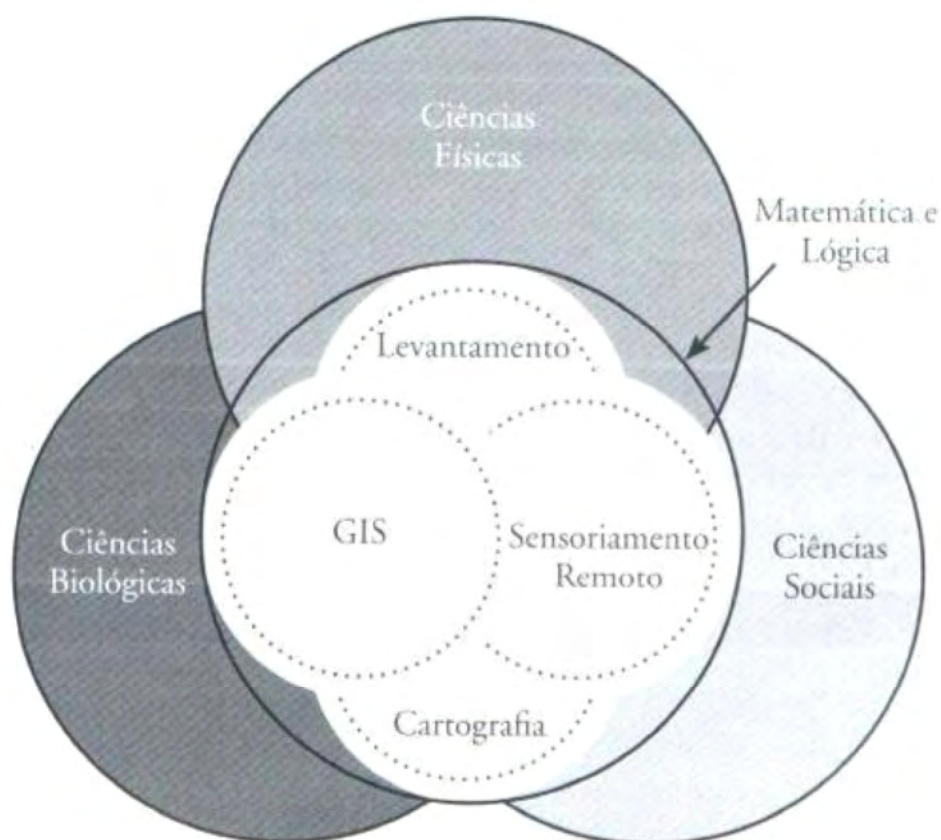 Ciências
Físicas
Matemática e
Lógica
Levantamento
GIS
Sensoriamento
Remoto
Ciências
Biológicas
Ciências
Sociais
Cartografia